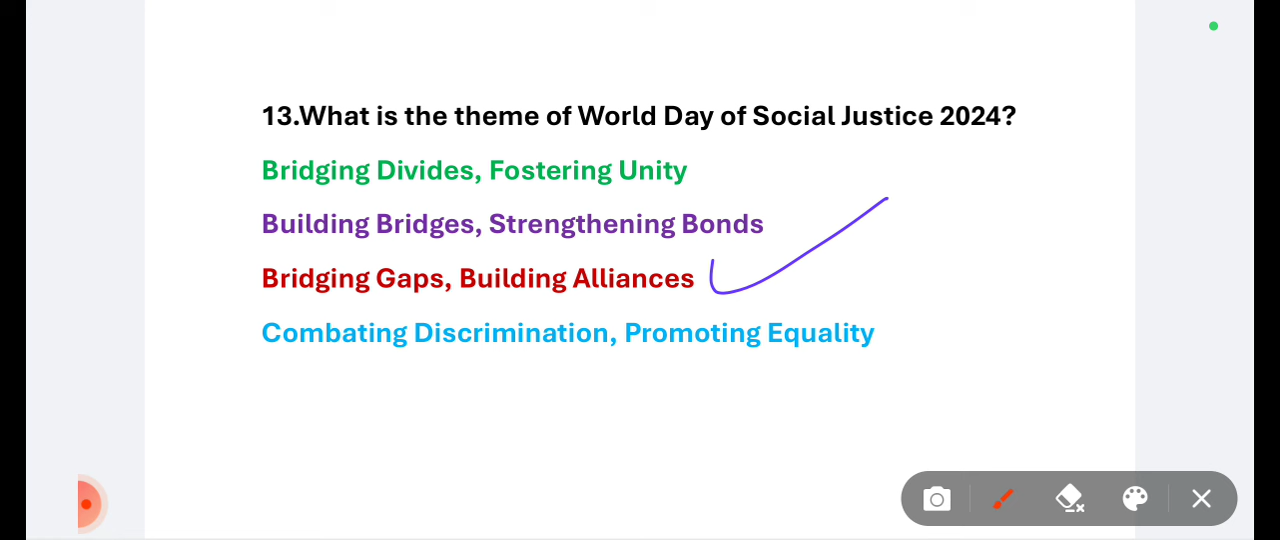 13.What is the theme of World Day of Social Justice 2024?
Bridging Divides, Fostering Unity
Building Bridges, Strengthening Bonds
Bridging Gaps, Building Alliances
Combating Discrimination, Promoting Equality